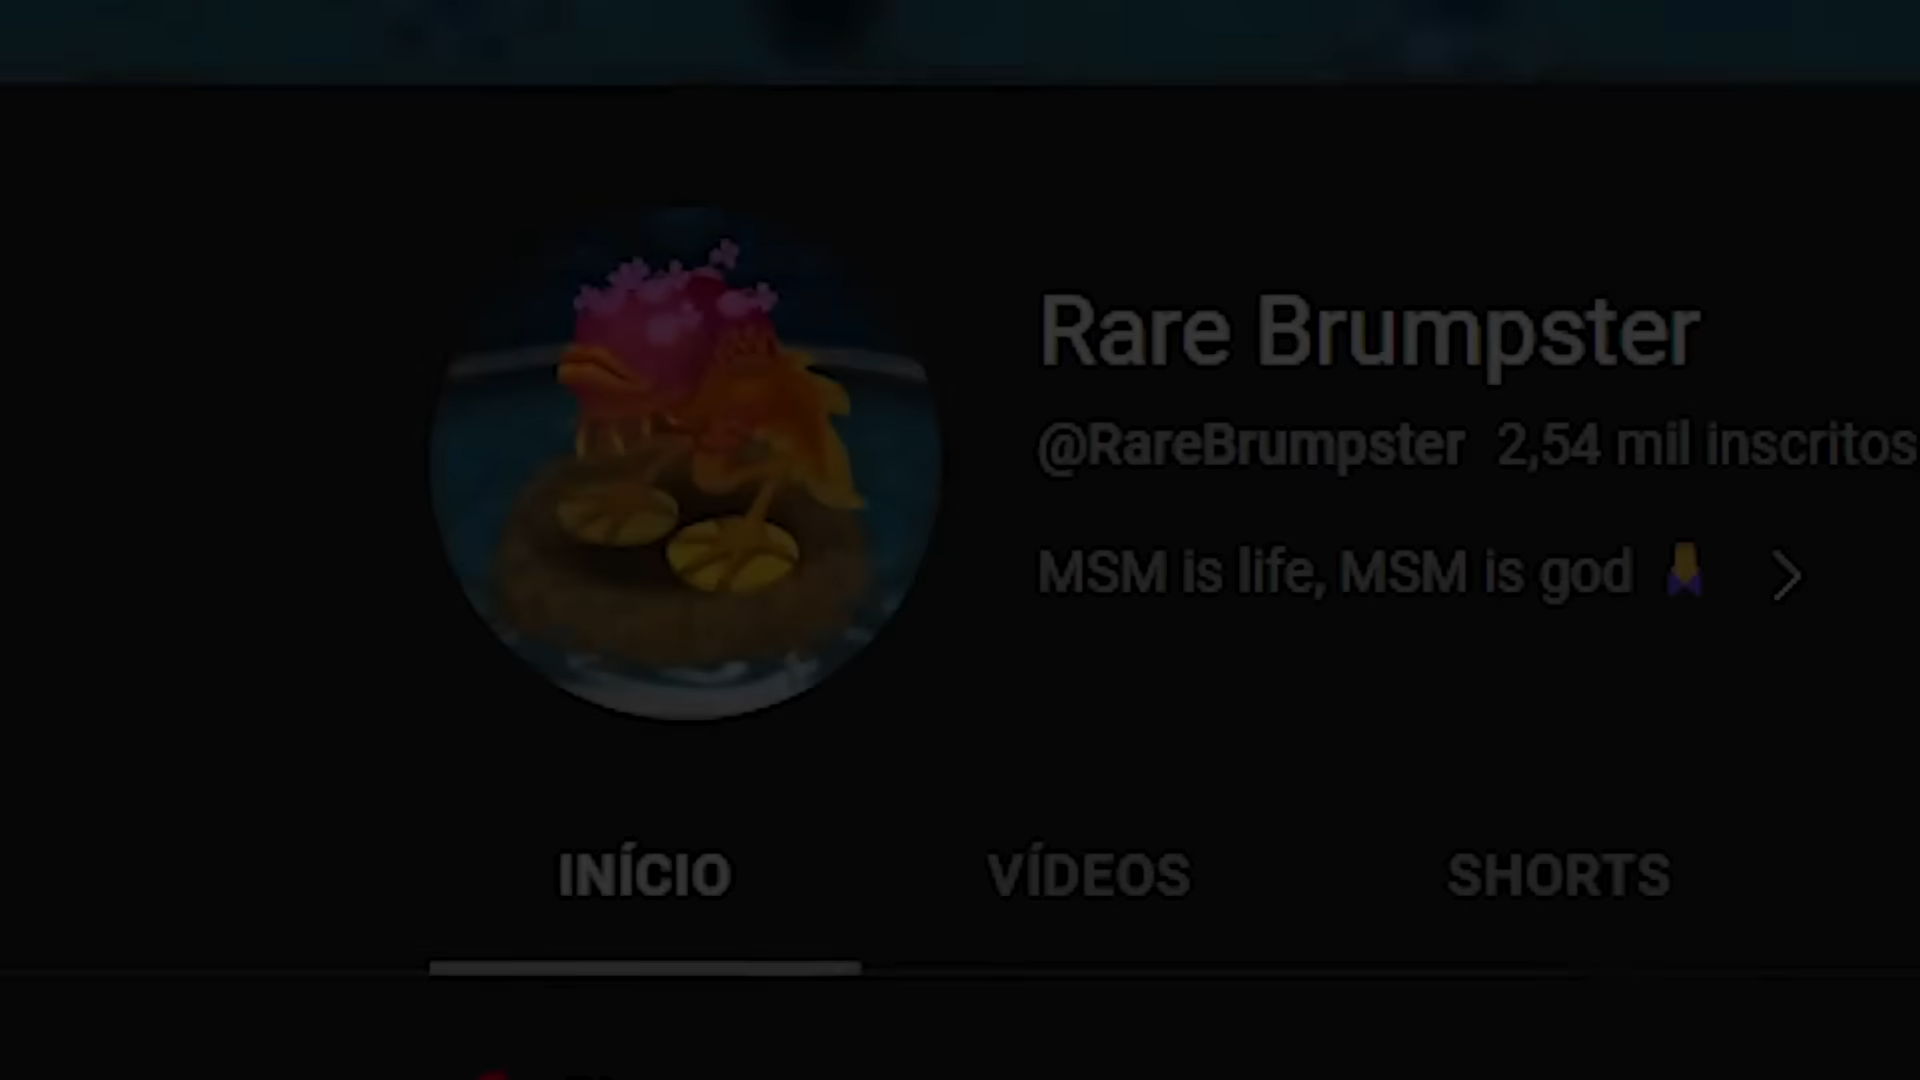 Rare Brumpster
@RareBrumpster 2,54 mil inscritos
MSM is life, MSM is god 🙏
INÍCIO VÍDEOS SHORTS